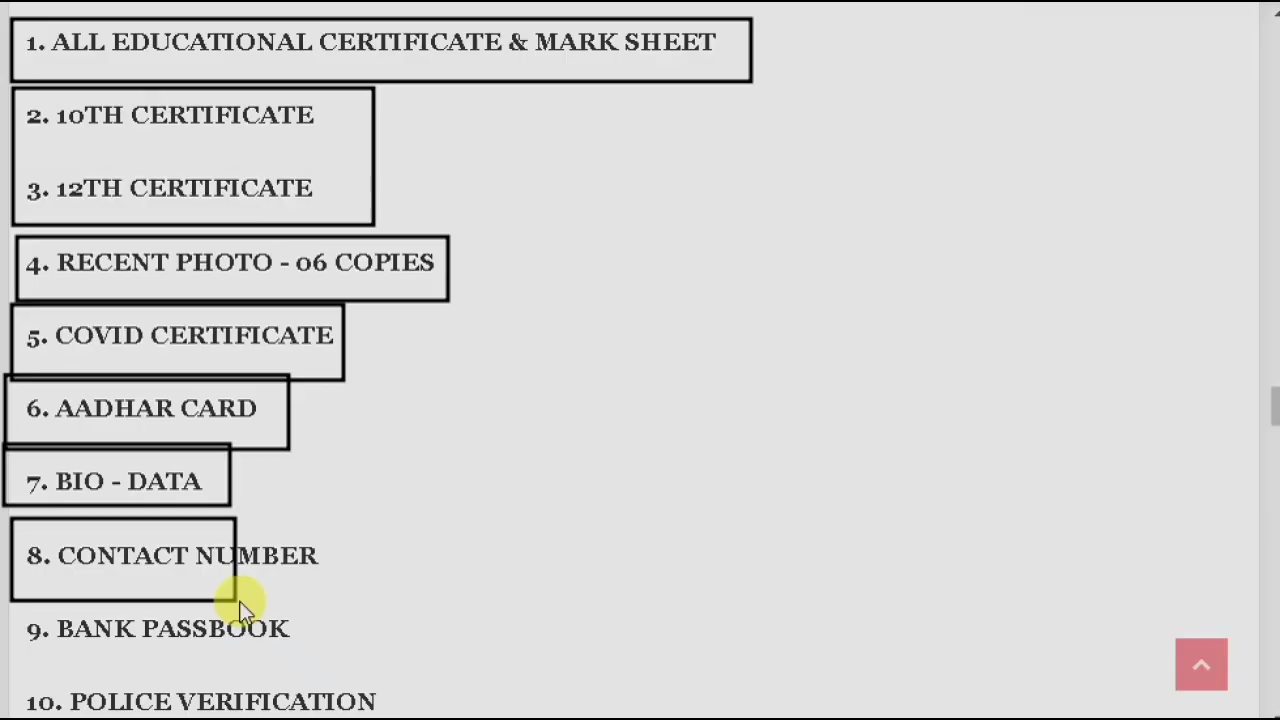 1. ALL EDUCATIONAL CERTIFICATE & MARK SHEET
2. 10TH CERTIFICATE
3. 12TH CERTIFICATE
4. RECENT PHOTO - 06 COPIES
5. COVID CERTIFICATE
6. AADHAR CARD
7. BIO - DATA
8. CONTACT NUMBER
9. BANK PASSBOOK
10. POLICE VERIFICATION